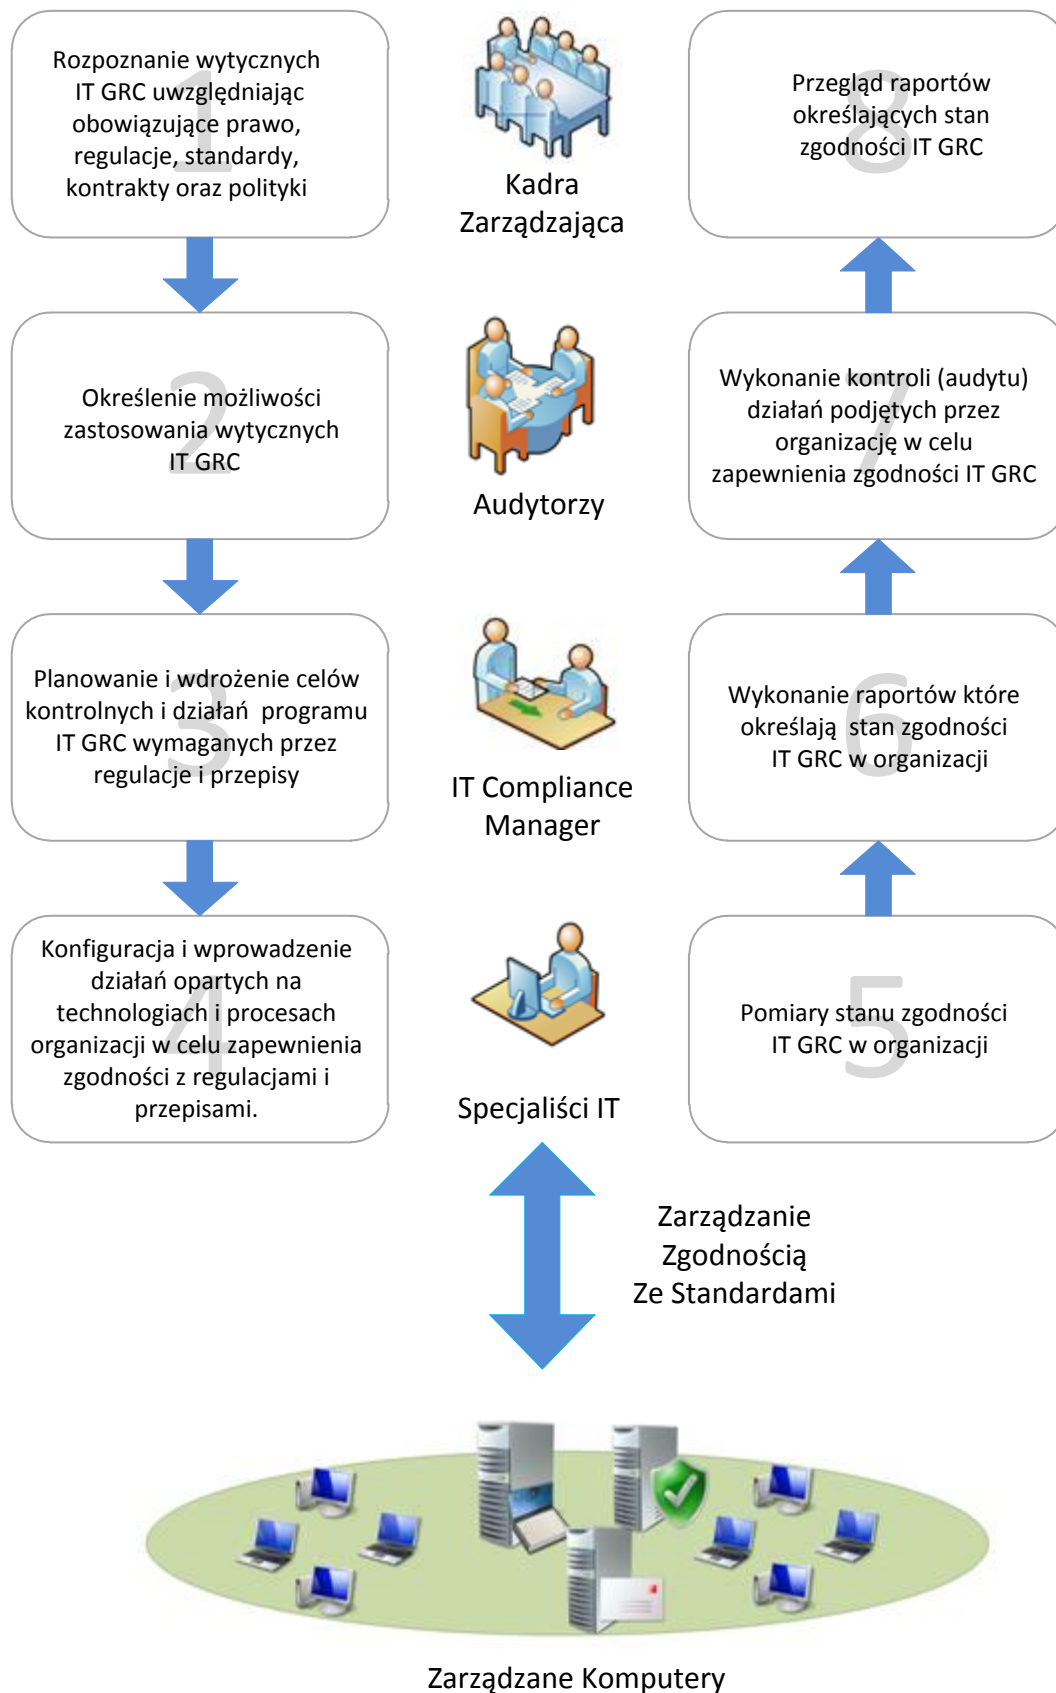 1
Rozpoznanie wytycznych
IT GRC uwzględniając
obowiązujące prawo,
regulacje, standardy,
kontrakty oraz polityki
Kadra
Zarządzająca
8
Przegląd raportów
określających stan
zgodności IT GRC
2
Określenie możliwości
zastosowania wytycznych
IT GRC
Audytorzy
7
Wykonanie kontroli (audytu)
działań podjętych przez
organizację w celu
zapewnienia zgodności IT GRC
3
Planowanie i wdrożenie celów
kontrolnych i działań programu
IT GRC wymaganych przez
regulacje i przepisy
IT Compliance
Manager
6
Wykonanie raportów które
określają stan zgodności
IT GRC w organizacji
4
Konfiguracja i wprowadzenie
działań opartych na
technologiach i procesach
organizacji w celu zapewnienia
zgodności z regulacjami i
przepisami.
Specjaliści IT
5
Pomiary stanu zgodności
IT GRC w organizacji
Zarządzanie
Zgodnością
Ze Standardami
Zarządzane Komputery